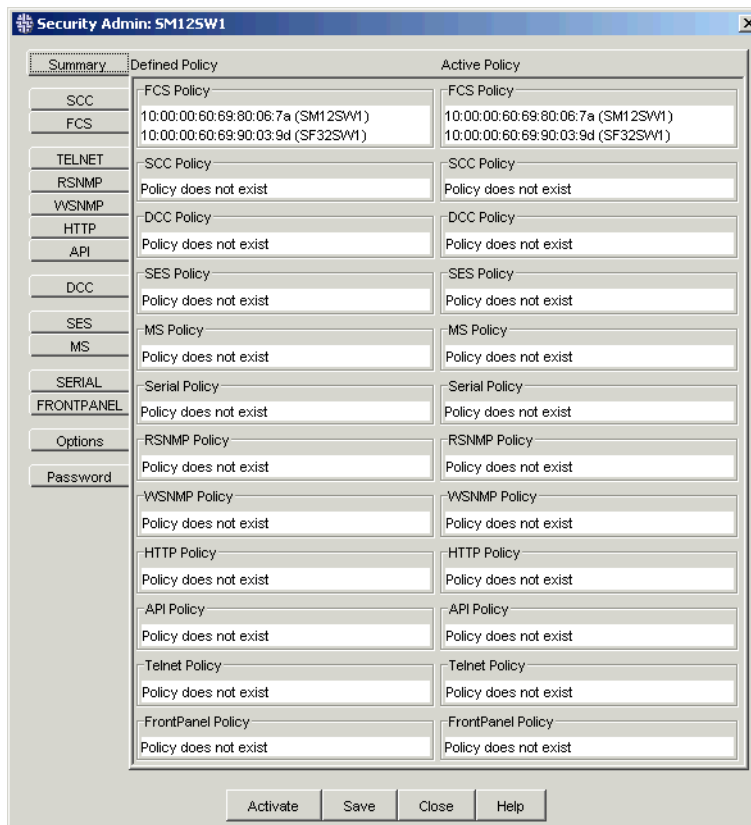 Security Admin: SM12SW1
Summary
SCC
FCS
TELNET
RSNMP
WSNMP
HTTP
API
DCC
SES
MS
SERIAL
FRONTPANEL
Options
Password
Defined Policy Active Policy
FCS Policy FCS Policy
10:00:00:60:69:80:06:7a (SM12SW1) 10:00:00:60:69:80:06:7a (SM12SW1)
10:00:00:60:69:90:03:9d (SF32SW1) 10:00:00:60:69:90:03:9d (SF32SW1)
SCC Policy SCC Policy
Policy does not exist Policy does not exist
DCC Policy DCC Policy
Policy does not exist Policy does not exist
SES Policy SES Policy
Policy does not exist Policy does not exist
MS Policy MS Policy
Policy does not exist Policy does not exist
Serial Policy Serial Policy
Policy does not exist Policy does not exist
RSNMP Policy RSNMP Policy
Policy does not exist Policy does not exist
WSNMP Policy WSNMP Policy
Policy does not exist Policy does not exist
HTTP Policy HTTP Policy
Policy does not exist Policy does not exist
API Policy API Policy
Policy does not exist Policy does not exist
Telnet Policy Telnet Policy
Policy does not exist Policy does not exist
FrontPanel Policy FrontPanel Policy
Policy does not exist Policy does not exist
Activate Save Close Help